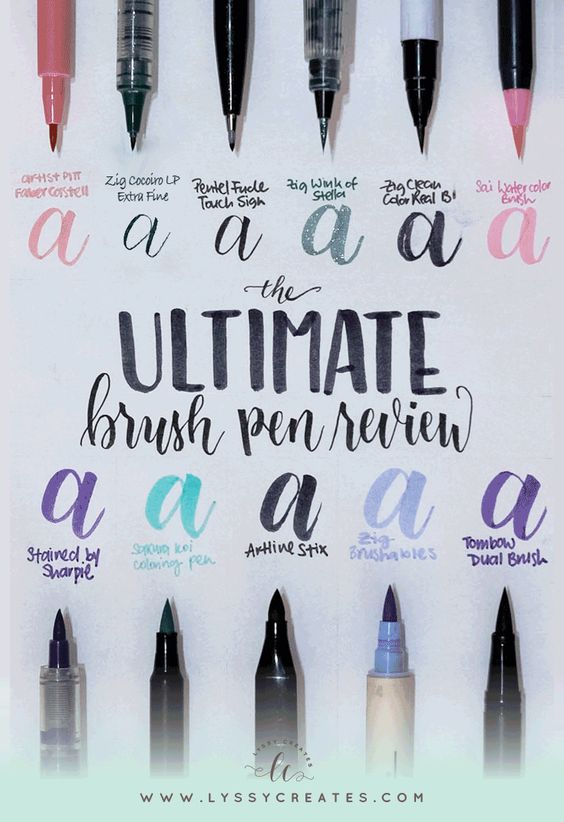 artist Pitt
Faber Casstell
a
Zig Cocoiro LP
Extra Fine
a
Pentel Fude
Touch Sign
a
Zig Wink of
Stella
a
Zig Clean
Color Real B
a
Sai Watercolor
Brush
a
the
ULTIMATE
brush pen review
a
Stained by
Sharpie
a
Sakura koi
coloring pen
a
Artline Stix
a
Zig
Brushables
a
Tombow
Dual Brush
LYSSY CREATES
lc
WWW.LYSSYCREATES.COM